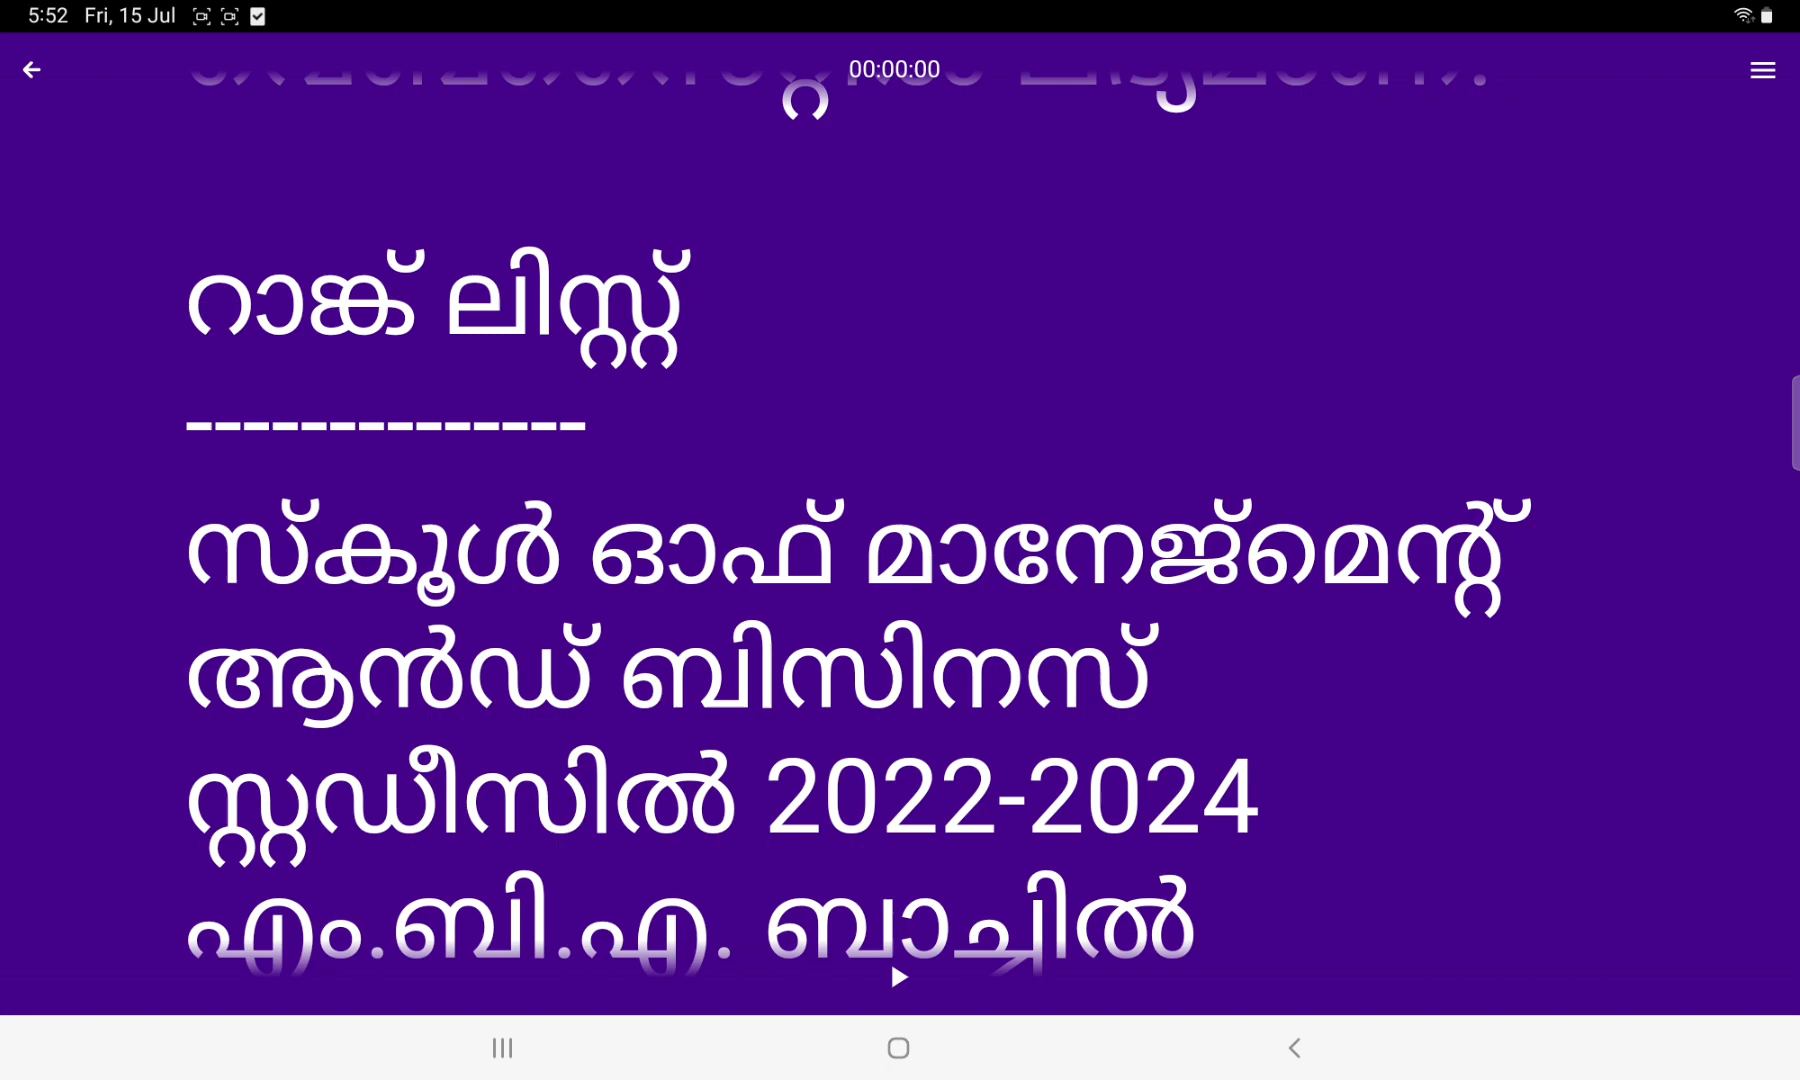 5:52 Fri, 15 Jul
00:00:00
റാങ്ക് ലിസ്റ്റ്
--------------
സ്കൂൾ ഓഫ് മാനേജ്മെന്റ്
ആൻഡ് ബിസിനസ്
സ്റ്റഡീസിൽ 2022-2024
എം.ബി.എ. ബാച്ചിൽ